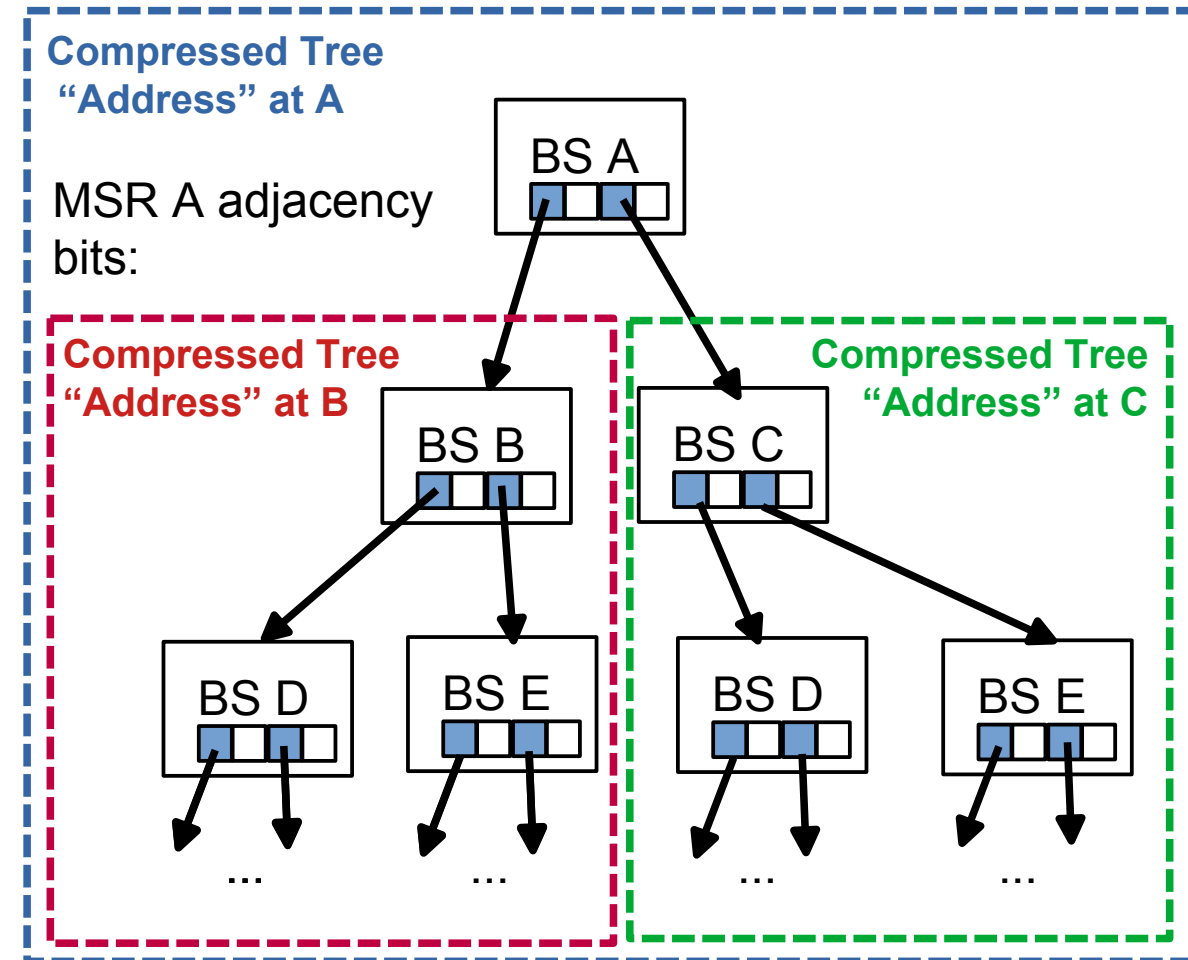 Compressed Tree
“Address” at A
BS A
MSR A adjacency
bits:
Compressed Tree
“Address” at B
Compressed Tree
“Address” at C
BS B
BS C
BS D
BS E
BS D
BS E
...
...
...
...